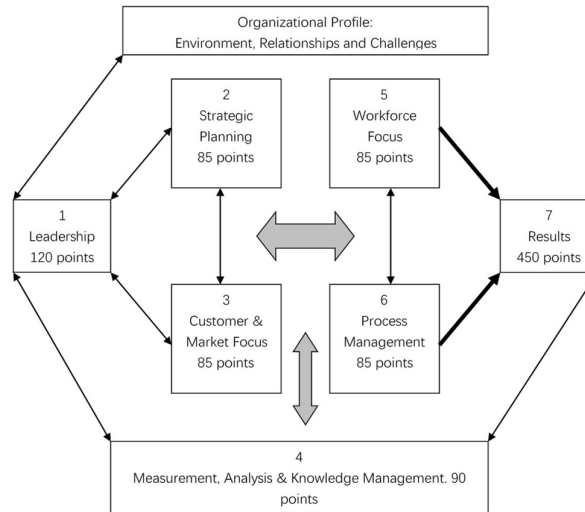 Organizational Profile:
Environment, Relationships and Challenges
2
Strategic
Planning
85 points
5
Workforce
Focus
85 points
1
Leadership
120 points
7
Results
450 points
3
Customer &
Market Focus
85 points
6
Process
Management
85 points
4
Measurement, Analysis & Knowledge Management. 90
points